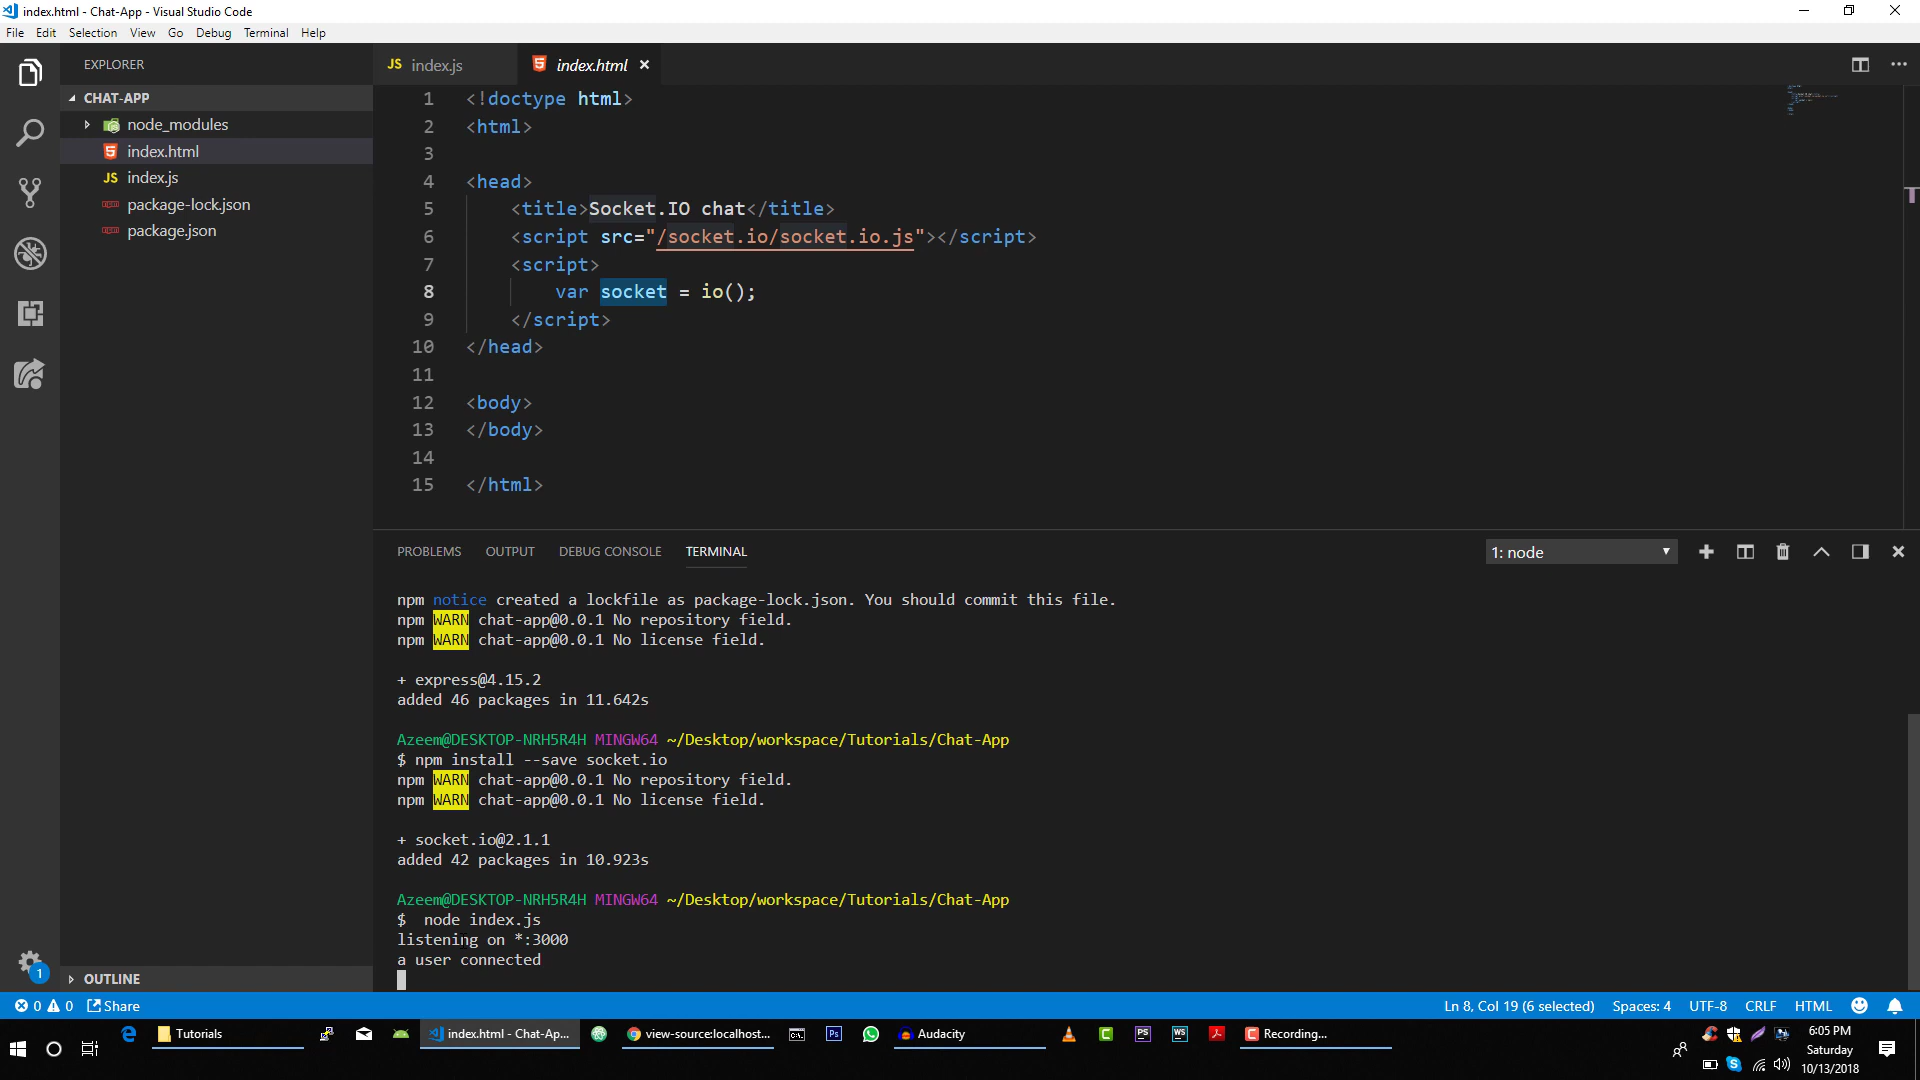 index.html - Chat-App - Visual Studio Code
File Edit Selection View Go Debug Terminal Help
EXPLORER
CHAT-APP
node_modules
index.html
JS index.js
package-lock.json
package.json
OUTLINE
JS index.js
index.html
1 <!doctype html>
2 <html>
3
4 <head>
5 <title>Socket.IO chat</title>
6 <script src="/socket.io/socket.io.js"></script>
7 <script>
8 var socket = io();
9 </script>
10 </head>
11
12 <body>
13 </body>
14
15 </html>
PROBLEMS OUTPUT DEBUG CONSOLE TERMINAL
1: node
npm notice created a lockfile as package-lock.json. You should commit this file.
npm WARN chat-app@0.0.1 No repository field.
npm WARN chat-app@0.0.1 No license field.
+ express@4.15.2
added 46 packages in 11.642s
Azeem@DESKTOP-NRH5R4H MINGW64 ~/Desktop/workspace/Tutorials/Chat-App
$ npm install --save socket.io
npm WARN chat-app@0.0.1 No repository field.
npm WARN chat-app@0.0.1 No license field.
+ socket.io@2.1.1
added 42 packages in 10.923s
Azeem@DESKTOP-NRH5R4H MINGW64 ~/Desktop/workspace/Tutorials/Chat-App
$ node index.js
listening on *:3000
a user connected
1
0 0 Share
Ln 8, Col 19 (6 selected) Spaces: 4 UTF-8 CRLF HTML
Tutorials
index.html - Chat-Ap...
view-source:localhost...
Ps
Audacity
C
PS
WS
Recording...
6:05 PM
Saturday
10/13/2018